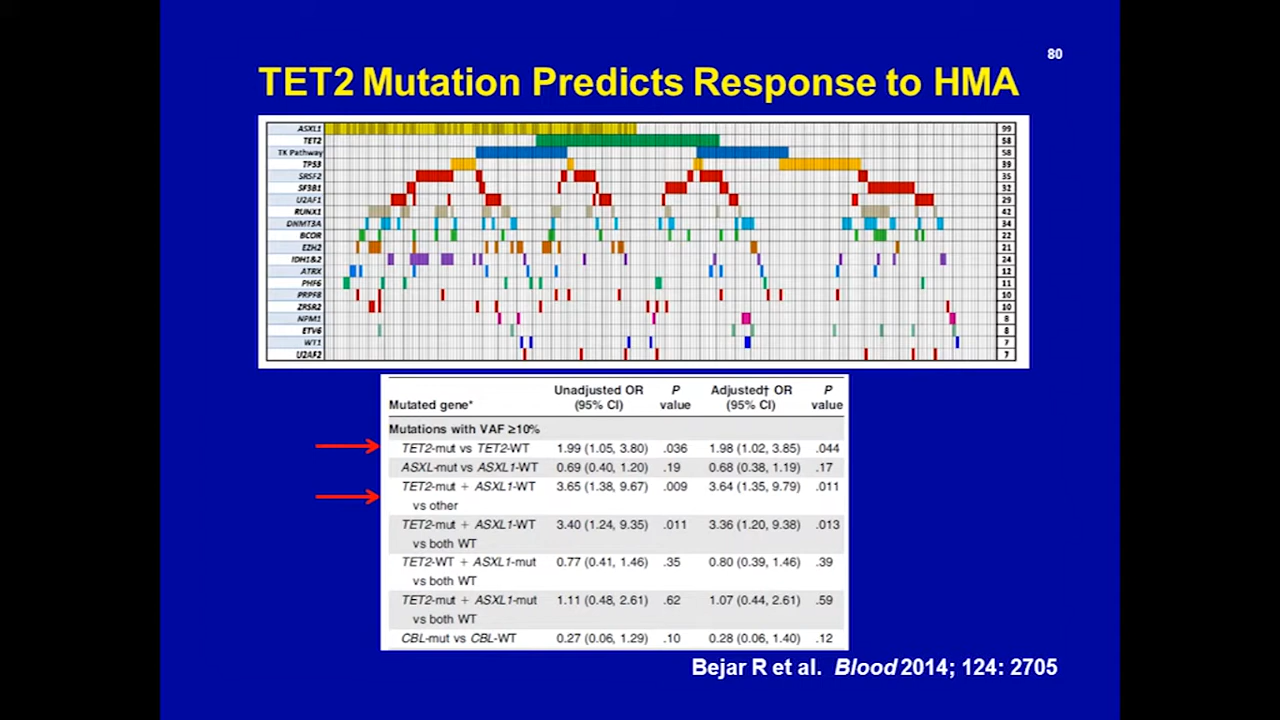 80
TET2 Mutation Predicts Response to HMA
ASXL1 99
TET2 58
TK Pathway 58
TP53 39
SRSF2 35
SF3B1 32
U2AF1 29
RUNX1 42
DNMT3A 34
BCOR 22
EZH2 21
IDH1&2 24
ATRX 12
PHF6 11
PRPF8 10
ZRSR2 10
NPM1 8
ETV6 8
WT1 7
U2AF2 7
Unadjusted OR P Adjusted† OR P
Mutated gene* (95% CI) value (95% CI) value
Mutations with VAF ≥10%
TET2-mut vs TET2-WT 1.99 (1.05, 3.80) .036 1.98 (1.02, 3.85) .044
ASXL-mut vs ASXL1-WT 0.69 (0.40, 1.20) .19 0.68 (0.38, 1.19) .17
TET2-mut + ASXL1-WT 3.65 (1.38, 9.67) .009 3.64 (1.35, 9.79) .011
vs other
TET2-mut + ASXL1-WT 3.40 (1.24, 9.35) .011 3.36 (1.20, 9.38) .013
vs both WT
TET2-WT + ASXL1-mut 0.77 (0.41, 1.46) .35 0.80 (0.39, 1.46) .39
vs both WT
TET2-mut + ASXL1-mut 1.11 (0.48, 2.61) .62 1.07 (0.44, 2.61) .59
vs both WT
CBL-mut vs CBL-WT 0.27 (0.06, 1.29) .10 0.28 (0.06, 1.40) .12
Bejar R et al. Blood 2014; 124: 2705